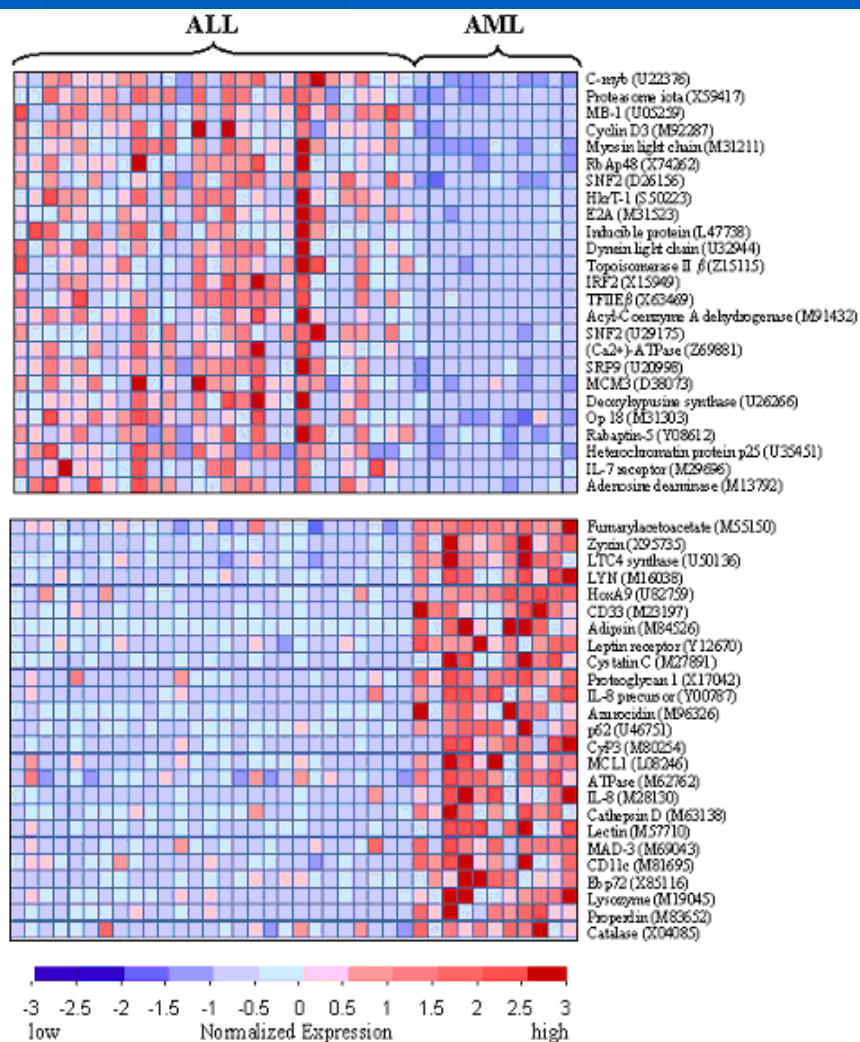 ALL AML
C-myb (U22376)
Proteasome iota (X59417)
MB-1 (U05259)
Cyclin D3 (M92287)
Myosin light chain (M31211)
RbAp48 (X74262)
SNF2 (D26156)
HkrT-1 (S50223)
E2A (M31523)
Inducible protein (L47738)
Dynein light chain (U32944)
Topoisomerase II β (Z15115)
IRF2 (X15949)
TFIIEβ (X63469)
Acyl-Coenzyme A dehydrogenase (M91432)
SNF2 (U29175)
(Ca2+)-ATPase (Z69881)
SRP9 (U20998)
MCM3 (D38073)
Deoxyhypusine synthase (U26266)
Op 18 (M31303)
Rabaptin-5 (Y08612)
Heterochromatin protein p25 (U35451)
IL-7 receptor (M29696)
Adenosine deaminase (M13792)
Fumarylacetoacetate (M55150)
Zyxin (X95735)
LTC4 synthase (U50136)
LYN (M16038)
HoxA9 (U82759)
CD33 (M23197)
Adipsin (M84526)
Leptin receptor (Y12670)
Cystatin C (M27891)
Proteoglycan 1 (X17042)
IL-8 precursor (Y00787)
Azurocidin (M96326)
p62 (U46751)
CyP3 (M80254)
MCL1 (L08246)
ATPase (M62762)
IL-8 (M28130)
Cathepsin D (M63138)
Lectin (M57710)
MAD-3 (M69043)
CD11c (M81695)
Ebp72 (X85116)
Lysozyme (M19045)
Properdin (M83652)
Catalase (X04085)
-3 -2.5 -2 -1.5 -1 -0.5 0 0.5 1 1.5 2 2.5 3
low Normalized Expression high